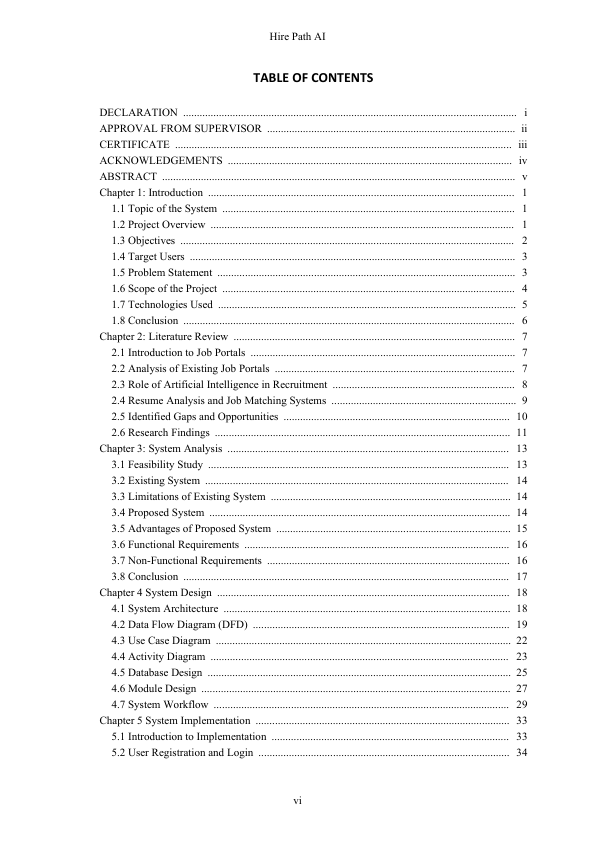 Hire Path AI
TABLE OF CONTENTS
DECLARATION ........................ i
APPROVAL FROM SUPERVISOR ........................ ii
CERTIFICATE ........................ iii
ACKNOWLEDGEMENTS ........................ iv
ABSTRACT ........................ v
Chapter 1: Introduction ........................ 1
1.1 Topic of the System ........................ 1
1.2 Project Overview ........................ 1
1.3 Objectives ........................ 2
1.4 Target Users ........................ 3
1.5 Problem Statement ........................ 3
1.6 Scope of the Project ........................ 4
1.7 Technologies Used ........................ 5
1.8 Conclusion ........................ 6
Chapter 2: Literature Review ........................ 7
2.1 Introduction to Job Portals ........................ 7
2.2 Analysis of Existing Job Portals ........................ 7
2.3 Role of Artificial Intelligence in Recruitment ........................ 8
2.4 Resume Analysis and Job Matching Systems ........................ 9
2.5 Identified Gaps and Opportunities ........................ 10
2.6 Research Findings ........................ 11
Chapter 3: System Analysis ........................ 13
3.1 Feasibility Study ........................ 13
3.2 Existing System ........................ 14
3.3 Limitations of Existing System ........................ 14
3.4 Proposed System ........................ 14
3.5 Advantages of Proposed System ........................ 15
3.6 Functional Requirements ........................ 16
3.7 Non-Functional Requirements ........................ 16
3.8 Conclusion ........................ 17
Chapter 4 System Design ........................ 18
4.1 System Architecture ........................ 18
4.2 Data Flow Diagram (DFD) ........................ 19
4.3 Use Case Diagram ........................ 22
4.4 Activity Diagram ........................ 23
4.5 Database Design ........................ 25
4.6 Module Design ........................ 27
4.7 System Workflow ........................ 29
Chapter 5 System Implementation ........................ 33
5.1 Introduction to Implementation ........................ 33
5.2 User Registration and Login ........................ 34
vi